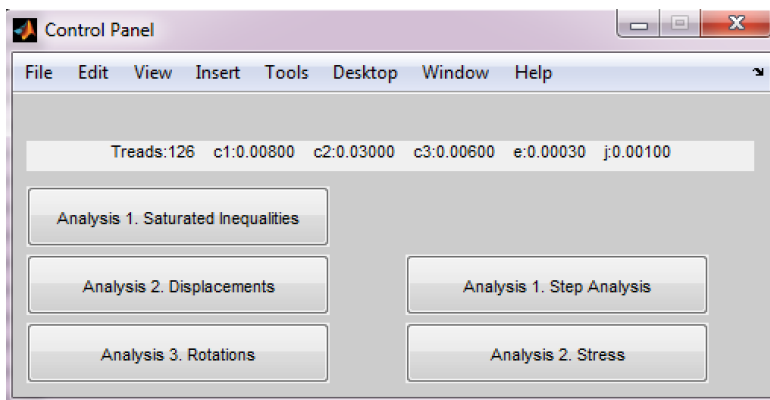 Control Panel
File Edit View Insert Tools Desktop Window Help
Treads:126 c1:0.00800 c2:0.03000 c3:0.00600 e:0.00030 j:0.00100
Analysis 1. Saturated Inequalities
Analysis 2. Displacements Analysis 1. Step Analysis
Analysis 3. Rotations Analysis 2. Stress